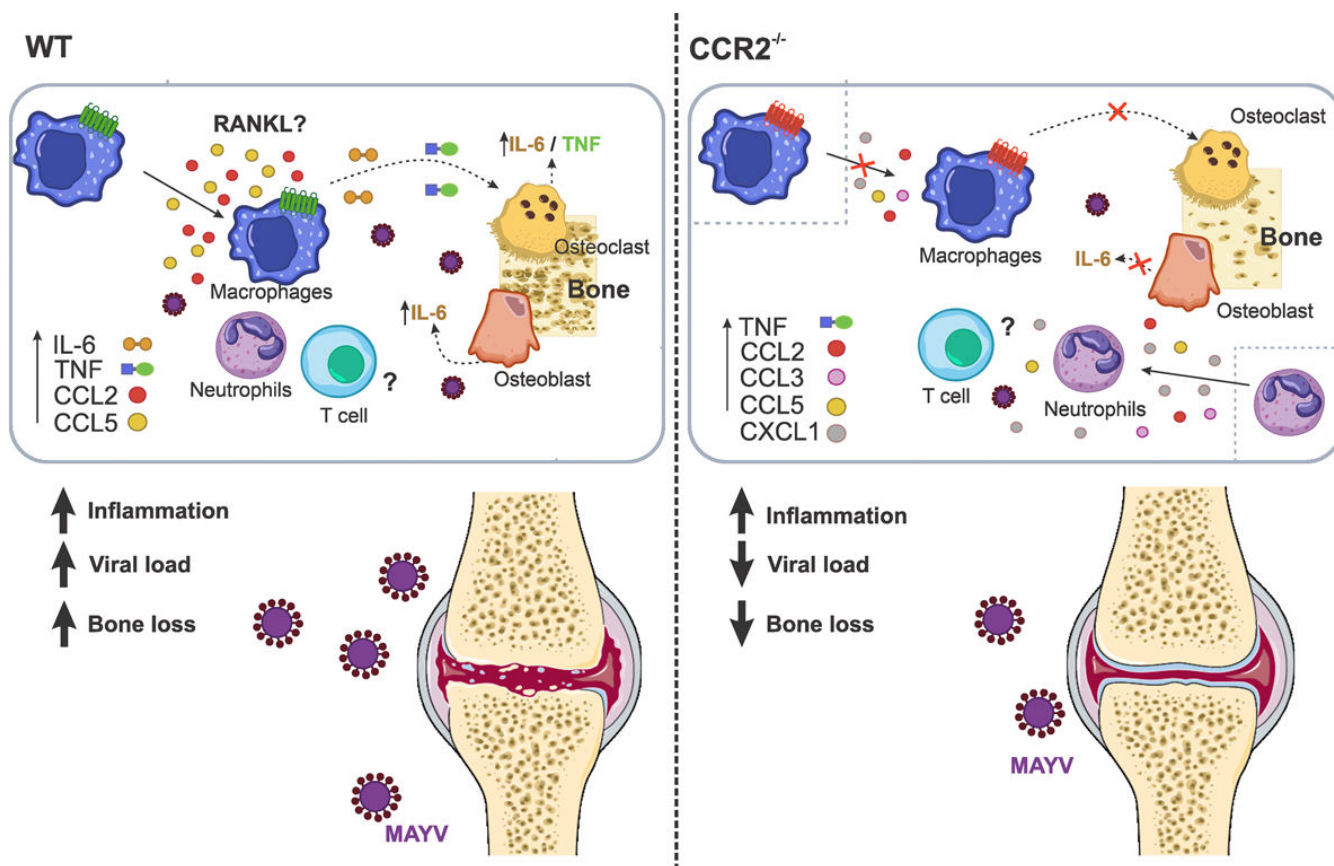 WT
RANKL?
↑IL-6 / TNF
Osteoclast
Bone
Macrophages
↑IL-6
Osteoblast
Neutrophils
T cell
?
IL-6
TNF
CCL2
CCL5
Inflammation
Viral load
Bone loss
MAYV
CCR2-/-
Osteoclast
Macrophages
Bone
IL-6
Osteoblast
TNF
CCL2
CCL3
CCL5
CXCL1
?
T cell
Neutrophils
Inflammation
Viral load
Bone loss
MAYV